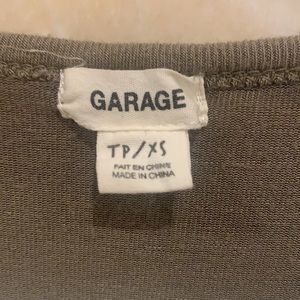 GARAGE
TP/XS
FAIT EN CHINE
MADE IN CHINA